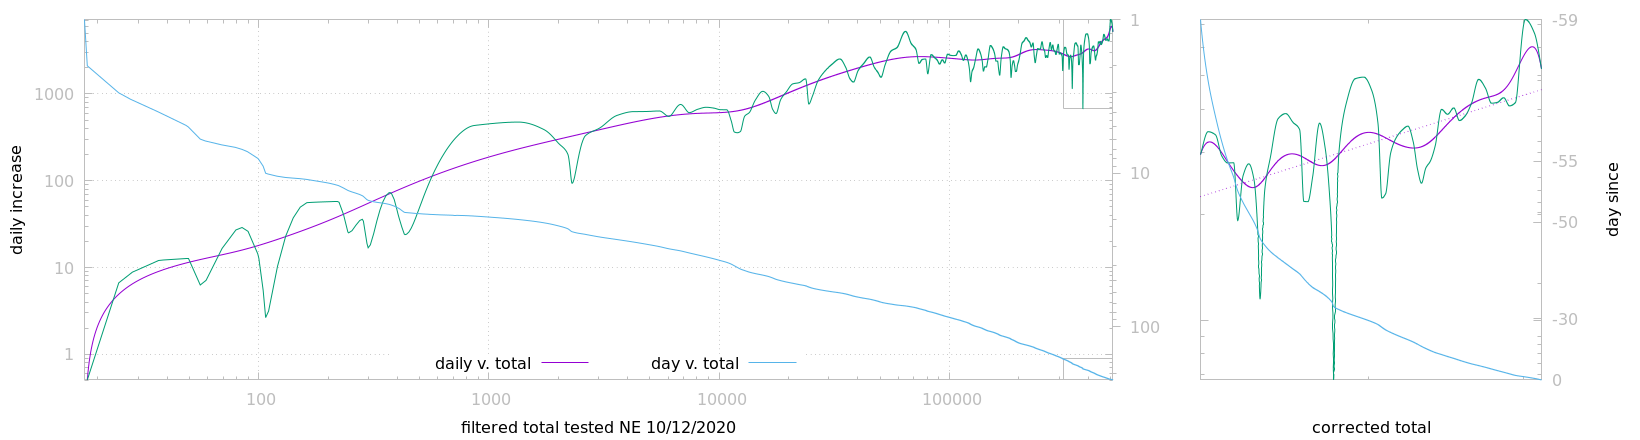 daily increase
1000
100
10
1
100
1000
10000
100000
1
10
100
daily v. total
day v. total
filtered total tested NE 10/12/2020
-59
-55
-50
-30
0
day since
corrected total